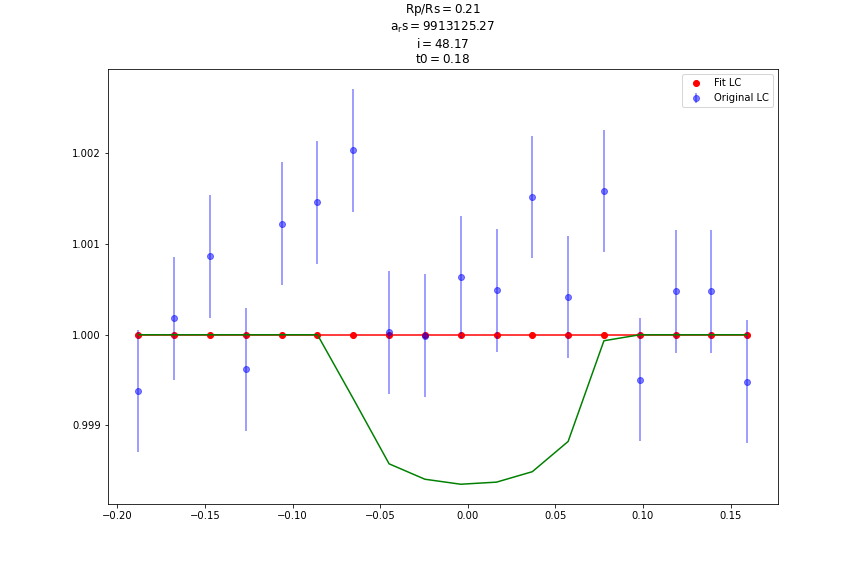 Rp/Rs = 0.21
aᵣs = 9913125.27
i = 48.17
t0 = 0.18
Fit LC
Original LC
1.002
1.001
1.000
0.999
−0.20 −0.15 −0.10 −0.05 0.00 0.05 0.10 0.15